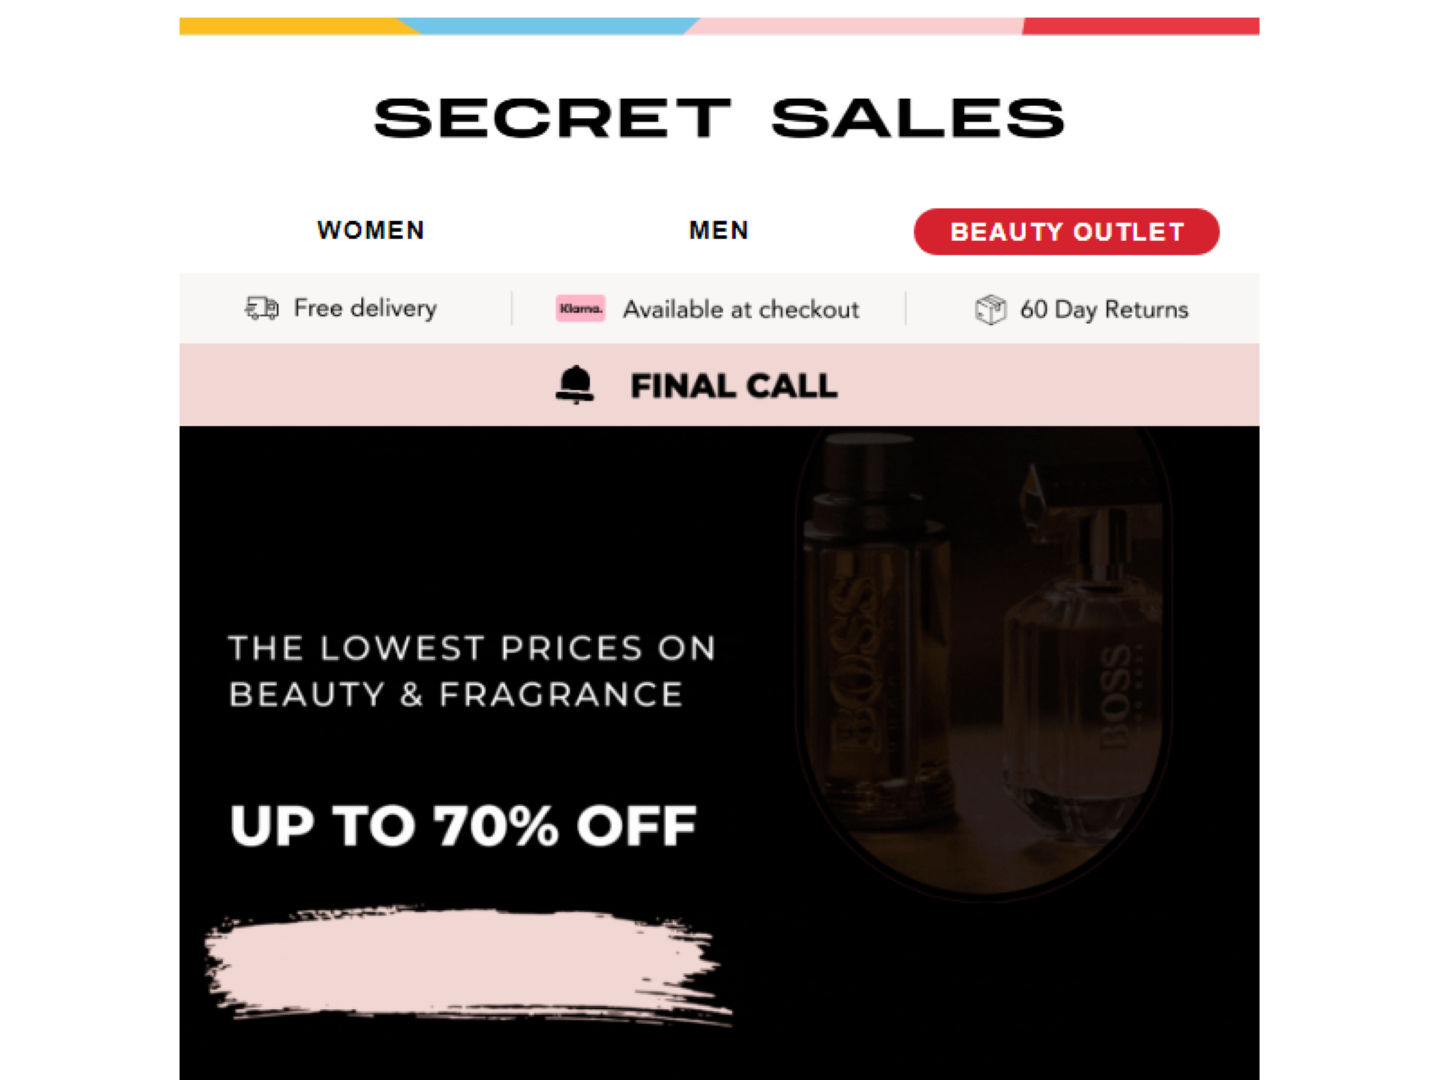 SECRET SALES
WOMEN
MEN
BEAUTY OUTLET
Free delivery
Klarna.
Available at checkout
60 Day Returns
FINAL CALL
THE LOWEST PRICES ON
BEAUTY & FRAGRANCE
UP TO 70% OFF
BOSS
BOSS